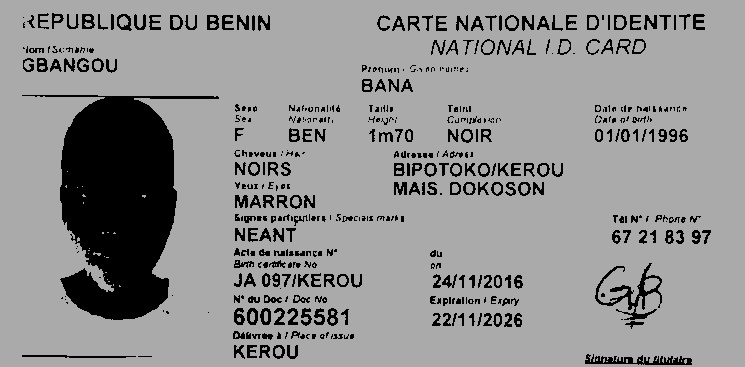 REPUBLIQUE DU BENIN
CARTE NATIONALE D'IDENTITE
NATIONAL I.D. CARD
Nom / Surname
GBANGOU
Prénoms / Given names
BANA
Sexe Nationalité Taille Teint Date de naissance
Sex Nationality Height Complexion Date of birth
F BEN 1m70 NOIR 01/01/1996
Cheveux / Hair Adresse / Adress
NOIRS BIPOTOKO/KEROU
Yeux / Eyes MAIS. DOKOSON
MARRON
Signes particuliers / Specials marks Tél N° / Phone N°
NEANT 67 21 83 97
Acte de naissance N° du
Birth certificate No on
JA 097/KEROU 24/11/2016
N° du Doc / Doc No Expiration / Expiry
600225581 22/11/2026
Délivrée à / Place of issue
KEROU
Signature du titulaire